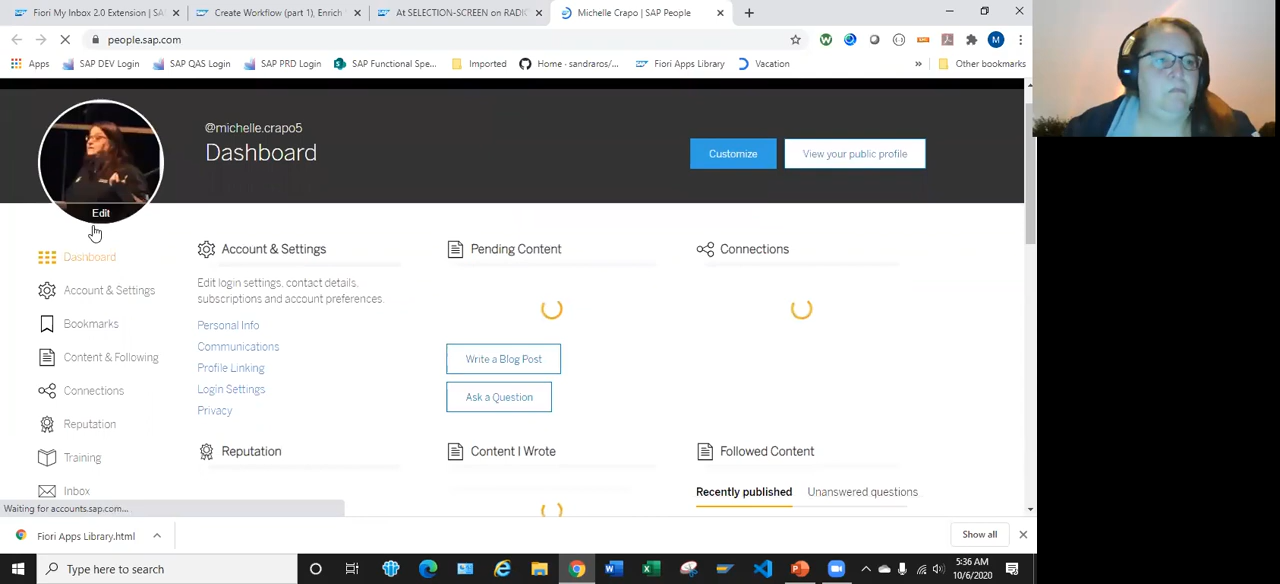 Fiori My Inbox 2.0 Extension | SA
Create Workflow (part 1), Enrich
At SELECTION-SCREEN on RADI
Michelle Crapo | SAP People
people.sap.com
M
Apps
SAP DEV Login
SAP QAS Login
SAP PRD Login
SAP Functional Spe...
Imported
Home - sandraros/...
Fiori Apps Library
Vacation
»
Other bookmarks
@michelle.crapo5
Dashboard
Customize
View your public profile
Edit
Dashboard
Account & Settings
Bookmarks
Content & Following
Connections
Reputation
Training
Inbox
Account & Settings
Edit login settings, contact details,
subscriptions and account preferences.
Personal Info
Communications
Profile Linking
Login Settings
Privacy
Reputation
Pending Content
Write a Blog Post
Ask a Question
Content I Wrote
Connections
Followed Content
Recently published
Unanswered questions
Waiting for accounts.sap.com...
Fiori Apps Library.html
Show all
Type here to search
5:36 AM
10/6/2020